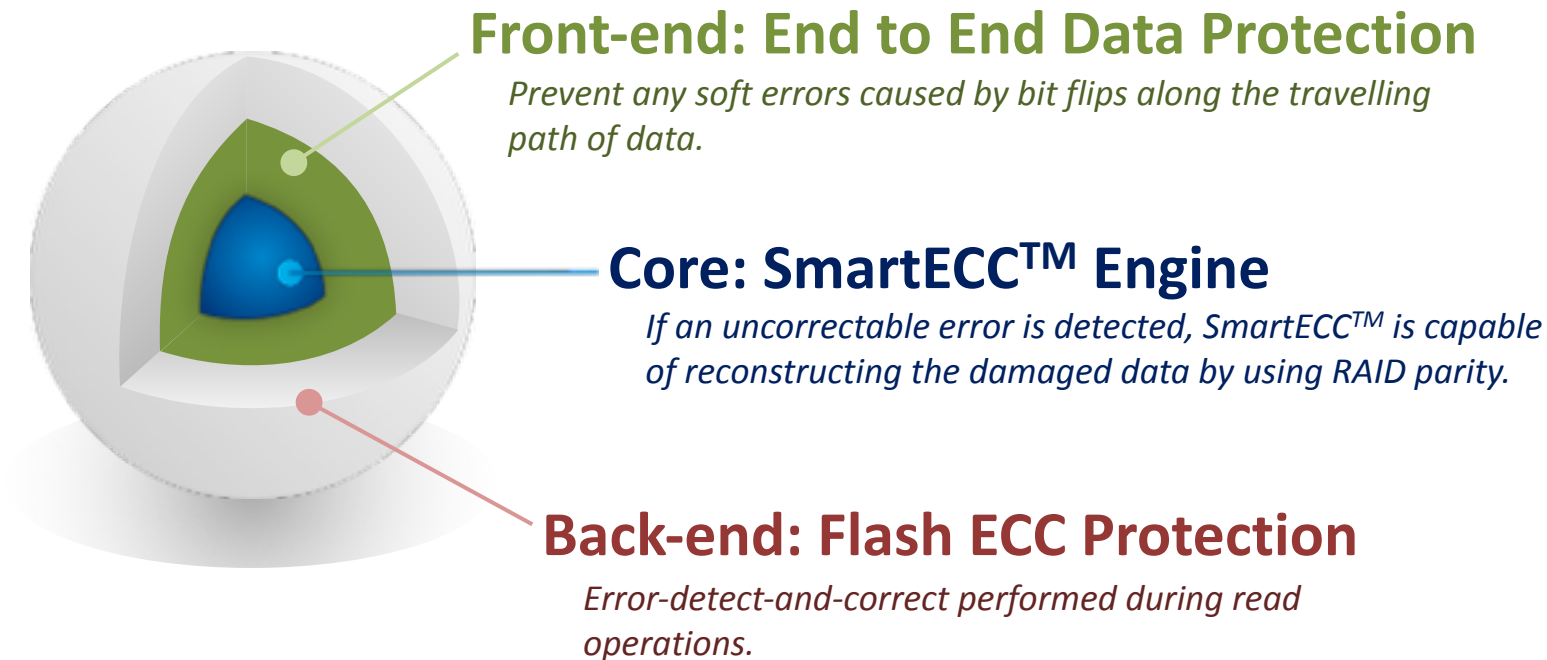 Front-end: End to End Data Protection
Prevent any soft errors caused by bit flips along the travelling
path of data.
Core: SmartECC™ Engine
If an uncorrectable error is detected, SmartECC™ is capable
of reconstructing the damaged data by using RAID parity.
Back-end: Flash ECC Protection
Error-detect-and-correct performed during read
operations.